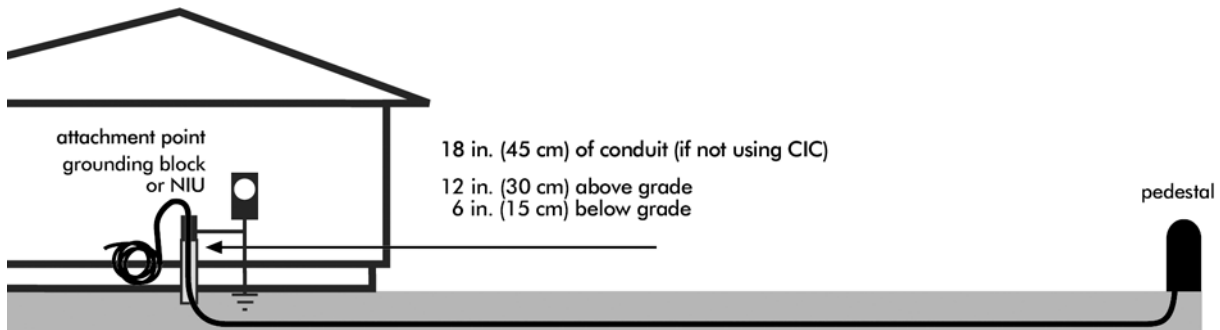 attachment point
grounding block
or NIU
18 in. (45 cm) of conduit (if not using CIC)
12 in. (30 cm) above grade
6 in. (15 cm) below grade
pedestal